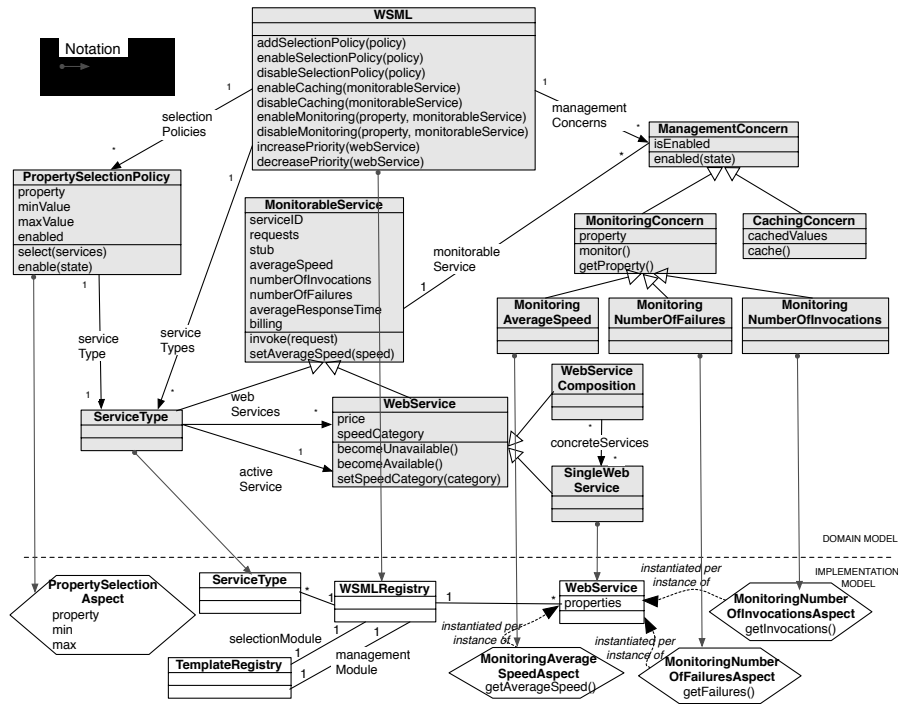 Notation
WSML
addSelectionPolicy(policy)
enableSelectionPolicy(policy)
disableSelectionPolicy(policy)
enableCaching(monitorableService)
disableCaching(monitorableService)
enableMonitoring(property, monitorableService)
disableMonitoring(property, monitorableService)
increasePriority(webService)
decreasePriority(webService)
1
selection
Policies
*
1
1
management
Concerns
*
ManagementConcern
isEnabled
enabled(state)
*
PropertySelectionPolicy
property
minValue
maxValue
enabled
select(services)
enable(state)
1
MonitorableService
serviceID
requests
stub
averageSpeed
numberOfInvocations
numberOfFailures
averageResponseTime
billing
invoke(request)
setAverageSpeed(speed)
monitorable
Service
1
MonitoringConcern
property
monitor()
getProperty()
CachingConcern
cachedValues
cache()
Monitoring
AverageSpeed
Monitoring
NumberOfFailures
Monitoring
NumberOfInvocations
service
Type
1
service
Types
*
ServiceType
web
Services
*
active
Service
1
WebService
price
speedCategory
becomeUnavailable()
becomeAvailable()
setSpeedCategory(category)
WebService
Composition
*
concreteServices
*
SingleWeb
Service
DOMAIN MODEL
IMPLEMENTATION
MODEL
PropertySelection
Aspect
property
min
max
ServiceType
*
1
WSMLRegistry
1
*
WebService
properties
instantiated per
instance of
MonitoringNumber
OfInvocationsAspect
getInvocations()
selectionModule
1
1
management
Module
1
1
TemplateRegistry
instantiated per
instance of
MonitoringAverage
SpeedAspect
getAverageSpeed()
instantiated per
instance of
MonitoringNumber
OfFailuresAspect
getFailures()